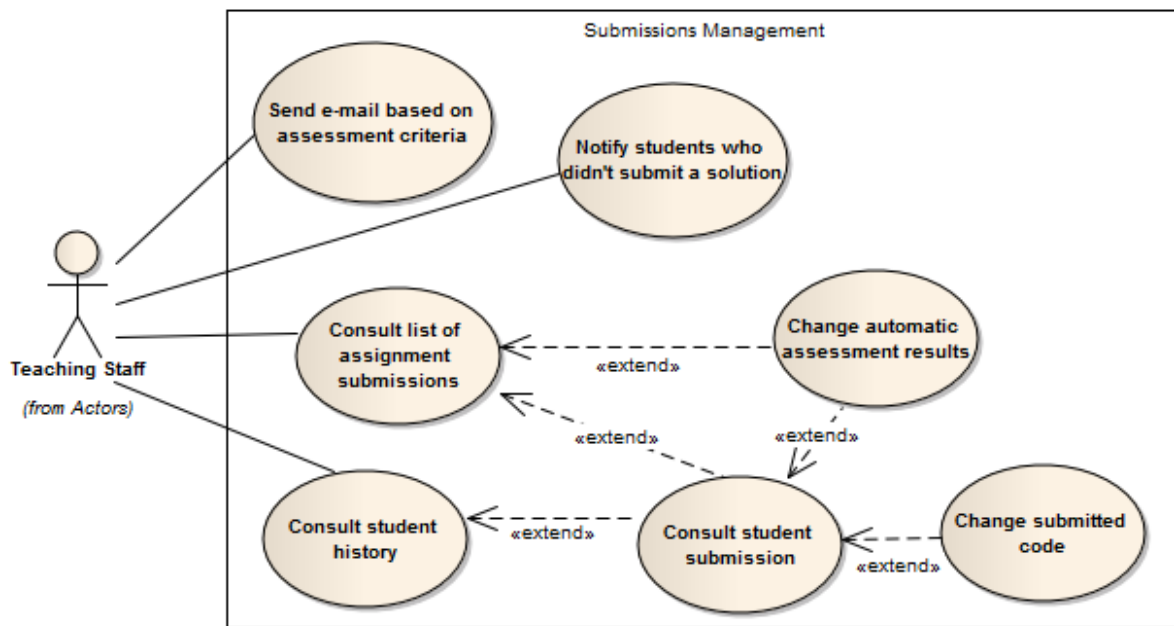 Submissions Management
Send e-mail based on
assessment criteria
Notify students who
didn't submit a solution
Teaching Staff
(from Actors)
Consult list of
assignment
submissions
«extend»
Change automatic
assessment results
«extend»
«extend»
Consult student
history
«extend»
Consult student
submission
«extend»
Change submitted
code